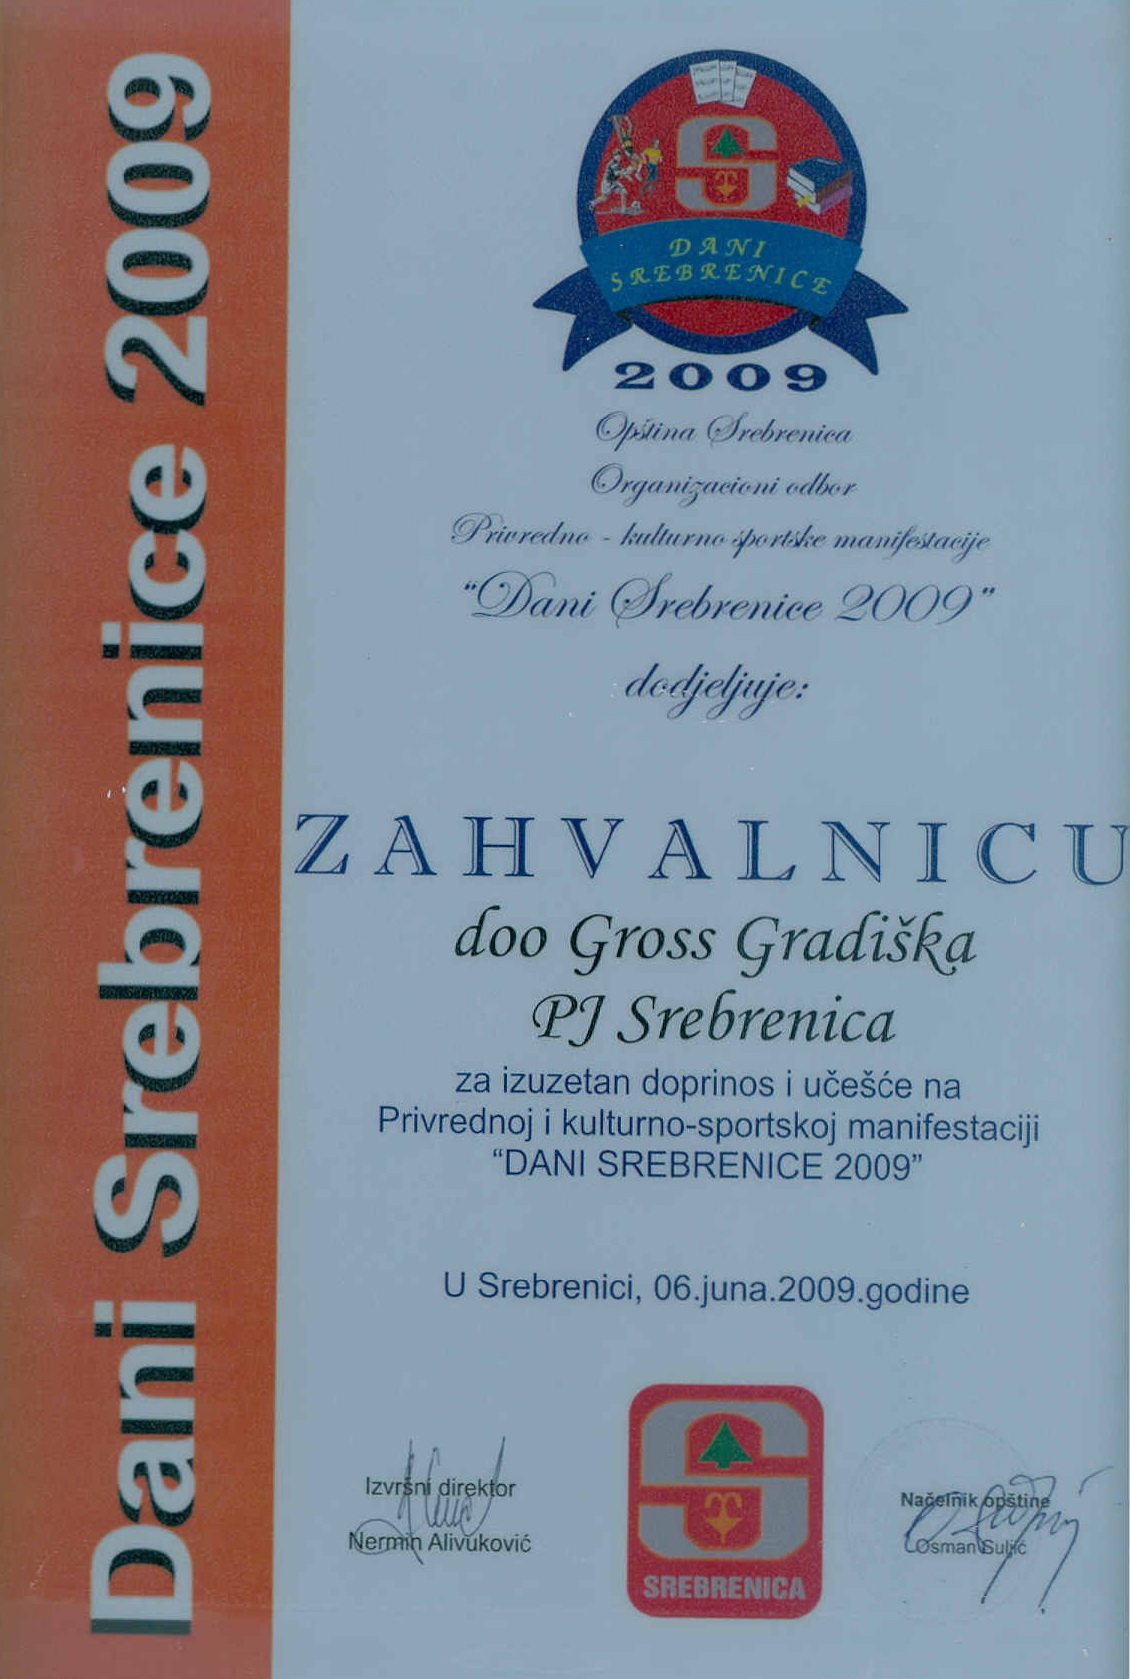 Dani Srebrenice 2009
DANI
SREBRENICE
2009
Opština Srebrenica
Organizacioni odbor
Privredno - kulturno sportske manifestacije
“Dani Srebrenice 2009”
dodjeljuje:
ZAHVALNICU
doo Gross Gradiška
PJ Srebrenica
za izuzetan doprinos i učešće na
Privrednoj i kulturno-sportskoj manifestaciji
“DANI SREBRENICE 2009”
U Srebrenici, 06.juna.2009.godine
Izvršni direktor
Nermin Alivuković
SREBRENICA
Načelnik opštine
Osman Suljić